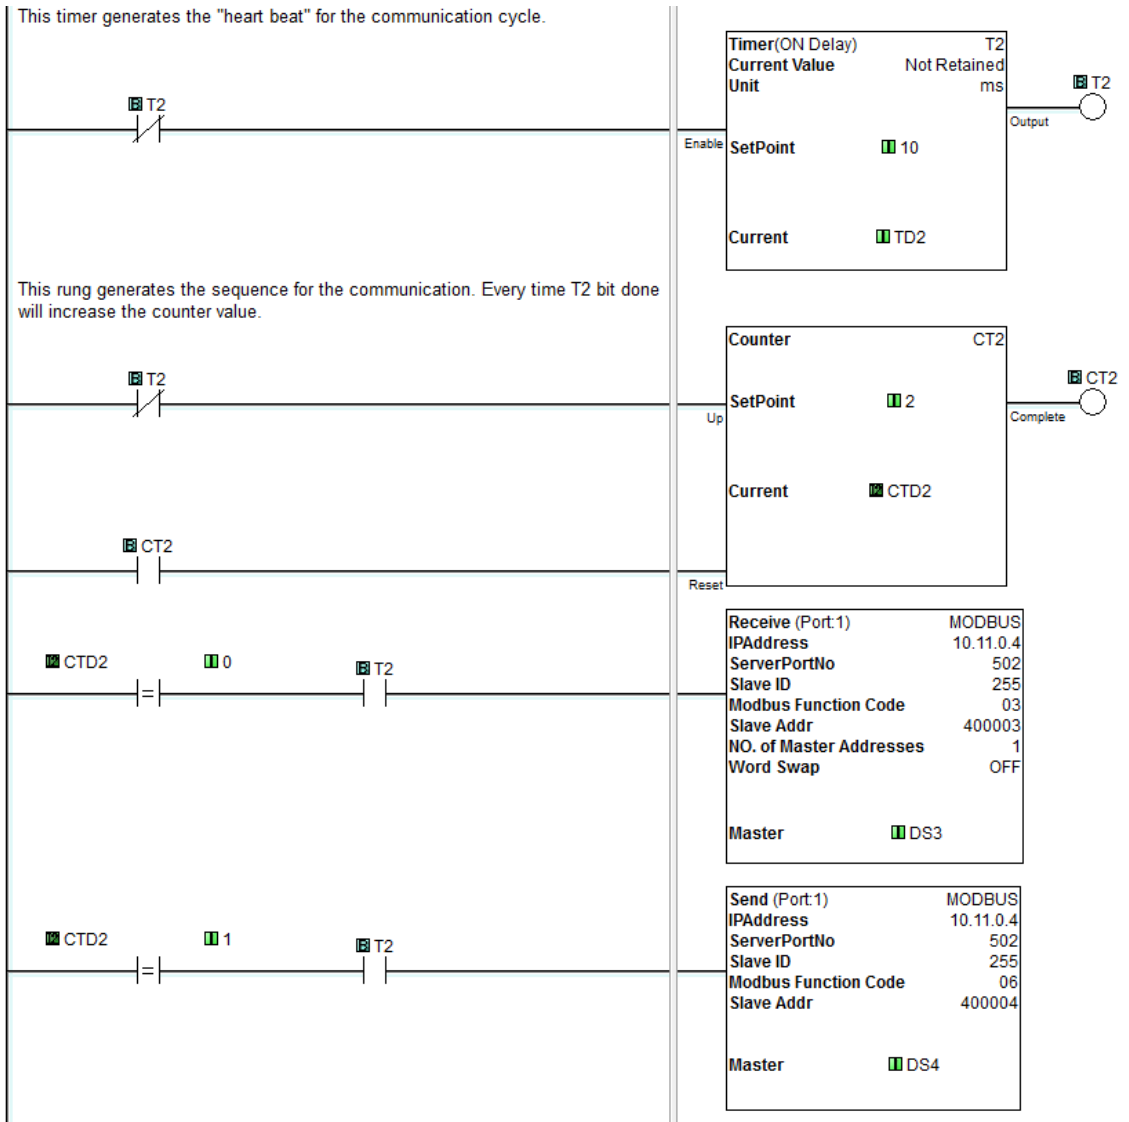 This timer generates the "heart beat" for the communication cycle.
Timer(ON Delay) T2
Current Value Not Retained
Unit ms
B T2
B T2
Output
Enable
SetPoint 10
Current TD2
This rung generates the sequence for the communication. Every time T2 bit done
will increase the counter value.
Counter CT2
B T2
B CT2
SetPoint 2
Up
Complete
Current CTD2
B CT2
Reset
Receive (Port:1) MODBUS
IPAddress 10.11.0.4
ServerPortNo 502
CTD2 0 B T2
Slave ID 255
Modbus Function Code 03
Slave Addr 400003
NO. of Master Addresses 1
Word Swap OFF
Master DS3
Send (Port:1) MODBUS
IPAddress 10.11.0.4
CTD2 1 B T2
ServerPortNo 502
Slave ID 255
Modbus Function Code 06
Slave Addr 400004
Master DS4